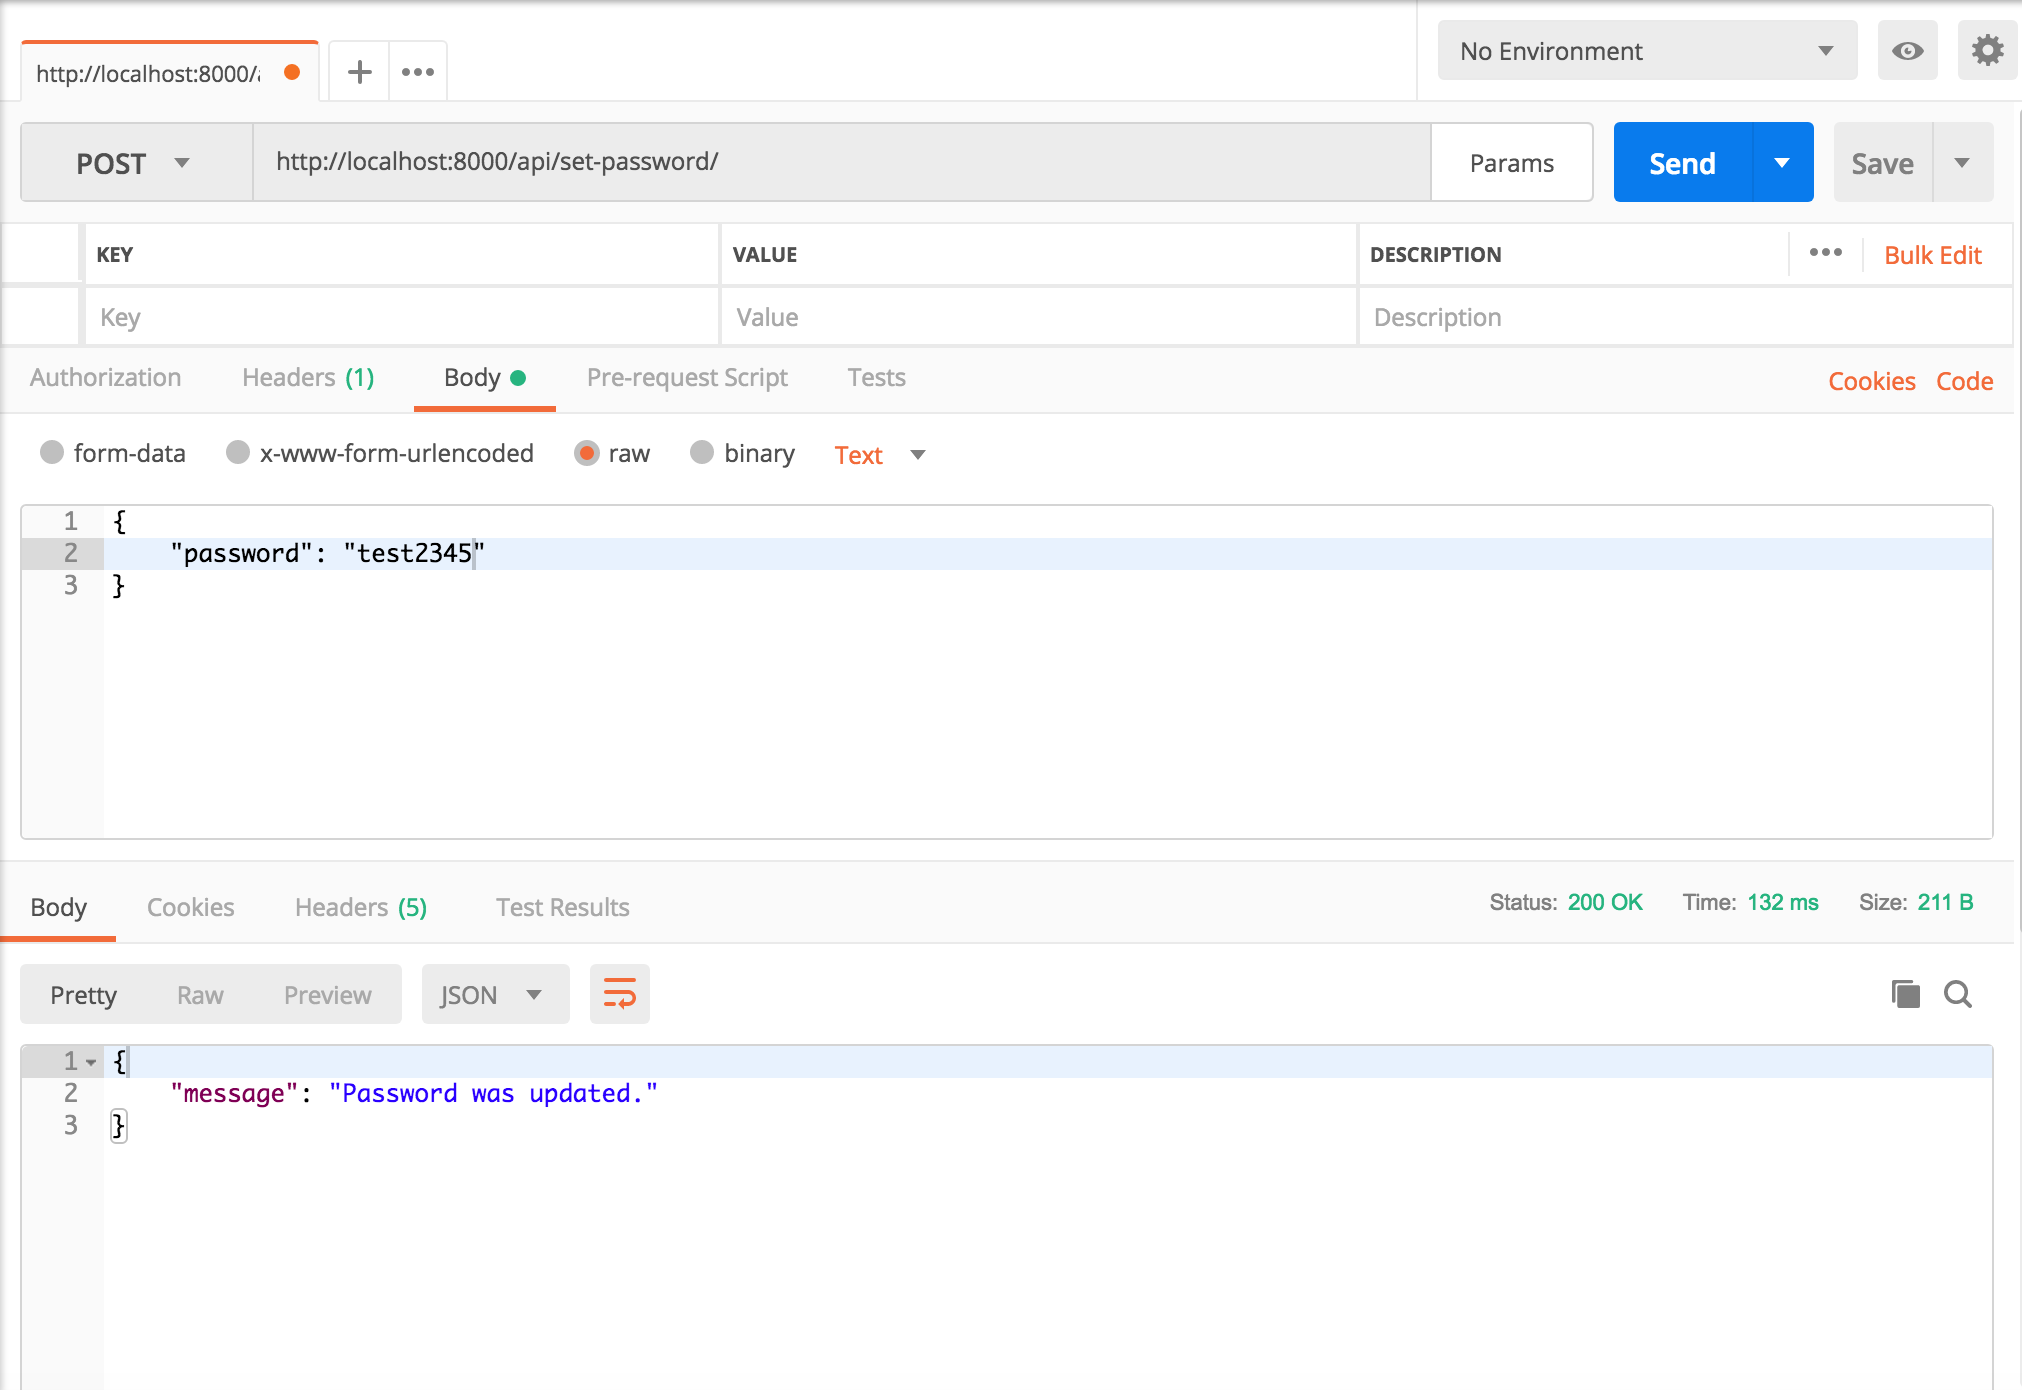 http://localhost:8000/a
No Environment
POST
http://localhost:8000/api/set-password/
Params
Send
Save
KEY
VALUE
DESCRIPTION
Bulk Edit
Key
Value
Description
Authorization
Headers (1)
Body
Pre-request Script
Tests
Cookies
Code
form-data
x-www-form-urlencoded
raw
binary
Text
1 {
2 "password": "test2345"
3 }
Body
Cookies
Headers (5)
Test Results
Status: 200 OK
Time: 132 ms
Size: 211 B
Pretty
Raw
Preview
JSON
1 {
2 "message": "Password was updated."
3 }